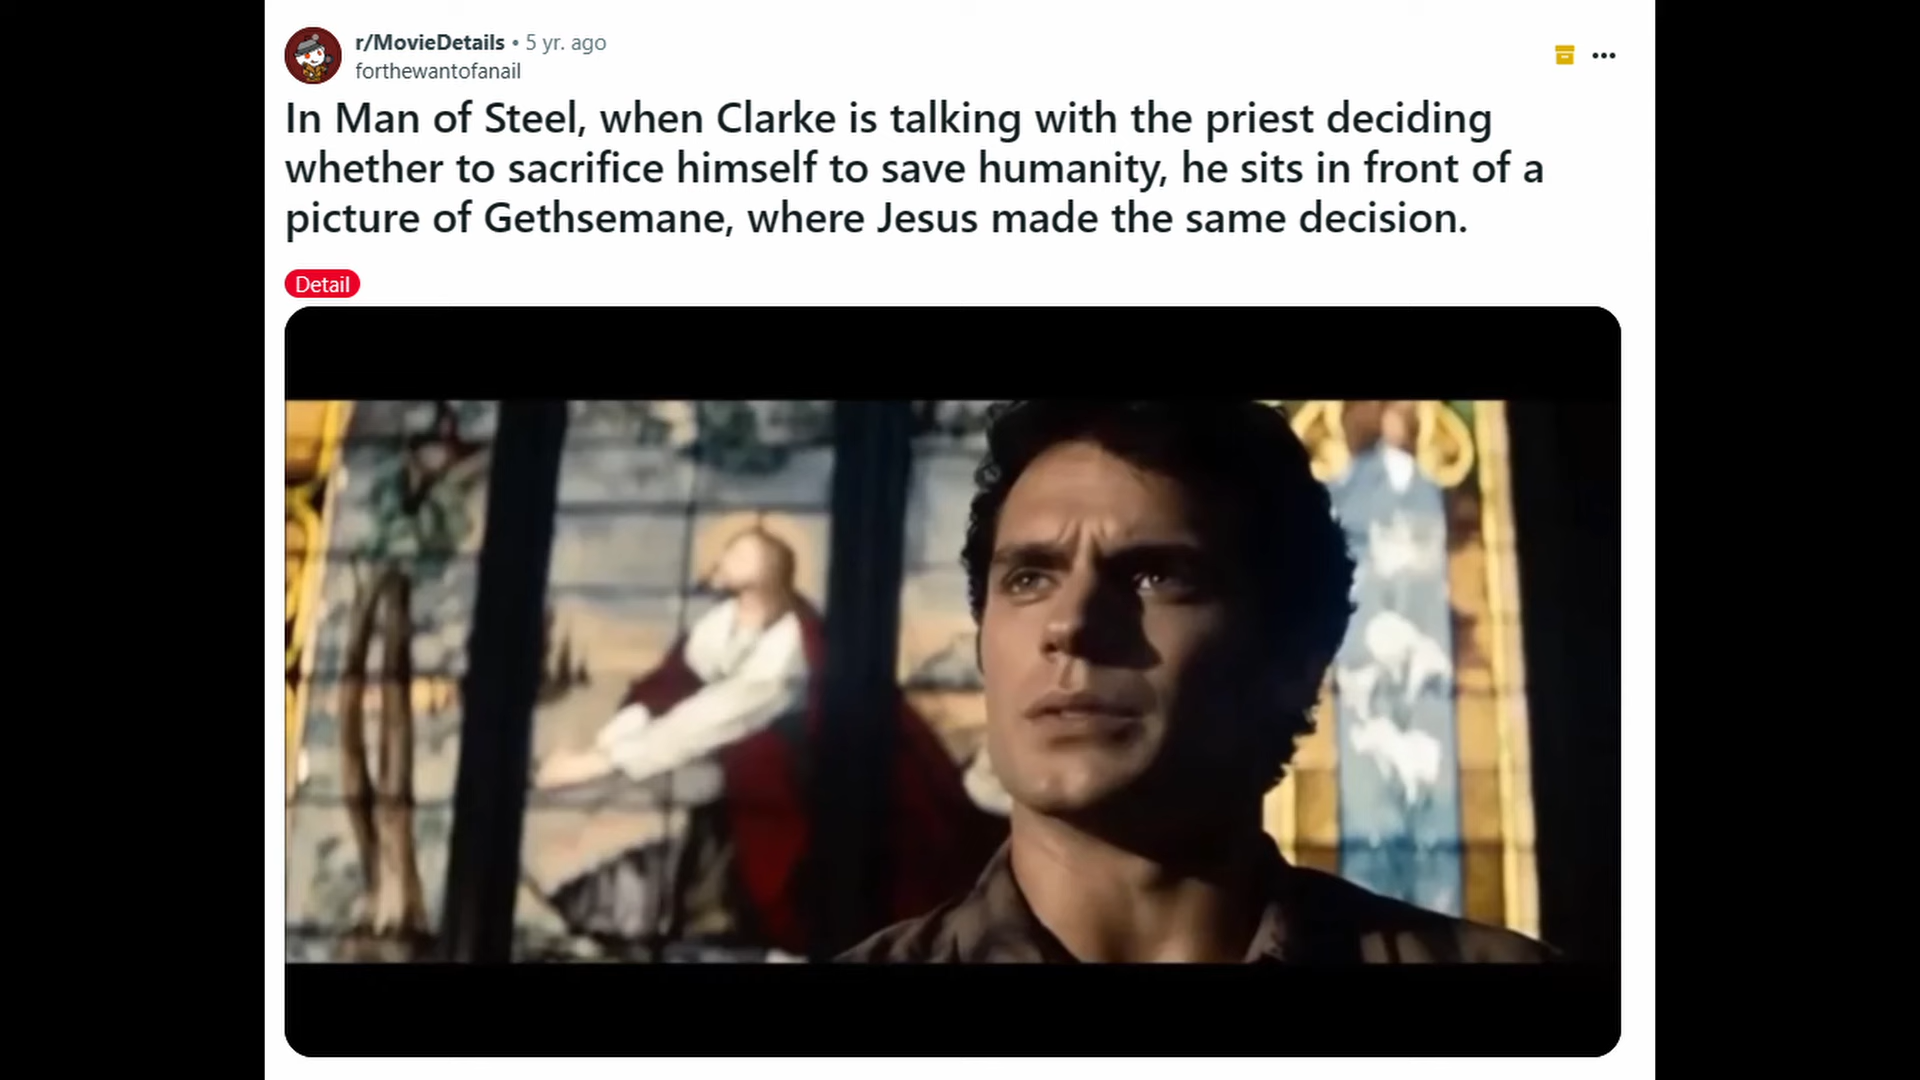 r/MovieDetails • 5 yr. ago
forthewantofanail
In Man of Steel, when Clarke is talking with the priest deciding
whether to sacrifice himself to save humanity, he sits in front of a
picture of Gethsemane, where Jesus made the same decision.
Detail